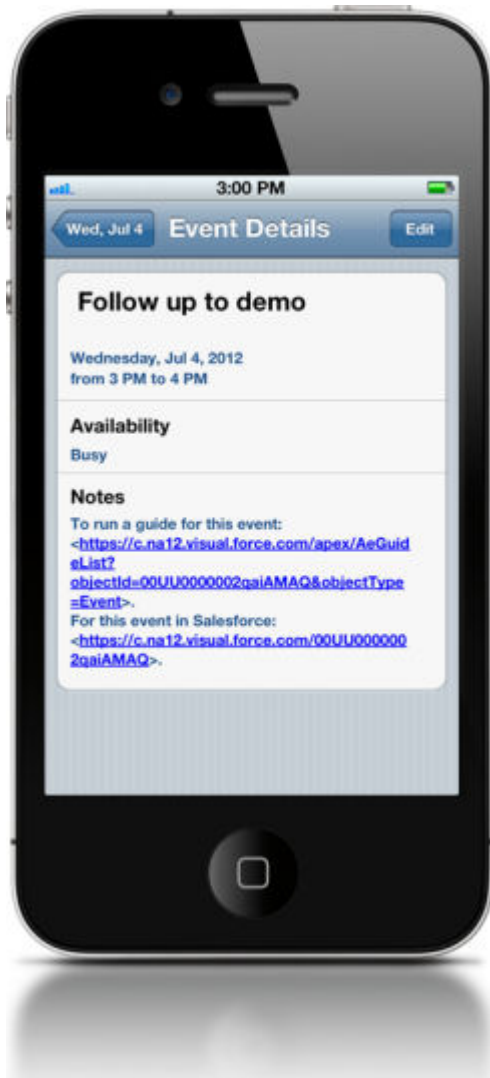 3:00 PM
Wed, Jul 4
Event Details
Edit
Follow up to demo
Wednesday, Jul 4, 2012
from 3 PM to 4 PM
Availability
Busy
Notes
To run a guide for this event:
<https://c.na12.visual.force.com/apex/AeGuid
eList?
objectId=00UU0000002qaiAMAQ&objectType
=Event>.
For this event in Salesforce:
<https://c.na12.visual.force.com/00UU000000
2qaiAMAQ>.